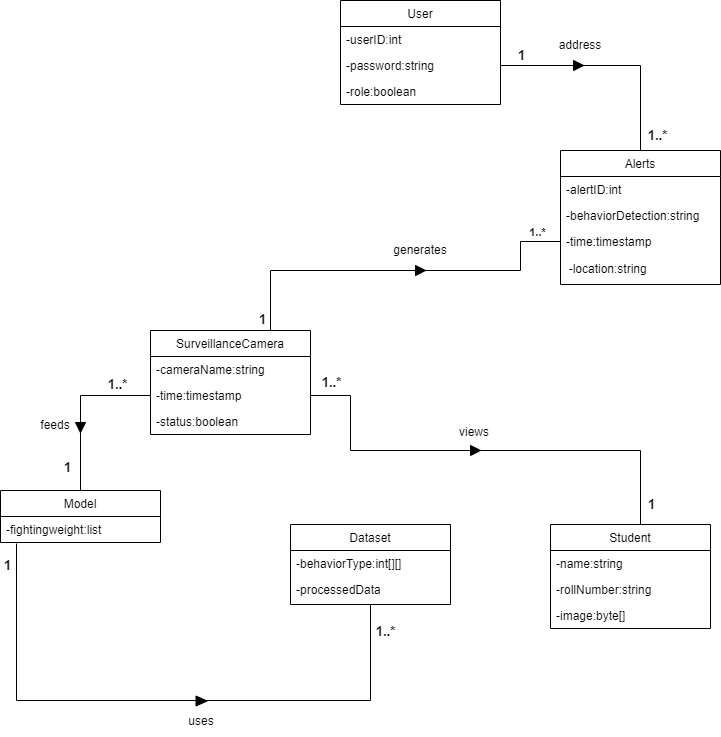 User
-userID:int
-password:string
-role:boolean
1
address
1..*
Alerts
-alertID:int
-behaviorDetection:string
-time:timestamp
-location:string
1..*
generates
1
SurveillanceCamera
-cameraName:string
-time:timestamp
-status:boolean
1..*
1..*
feeds
views
1
1
Model
-fightingweight:list
Dataset
-behaviorType:int[][]
-processedData
Student
-name:string
-rollNumber:string
-image:byte[]
1
1..*
uses